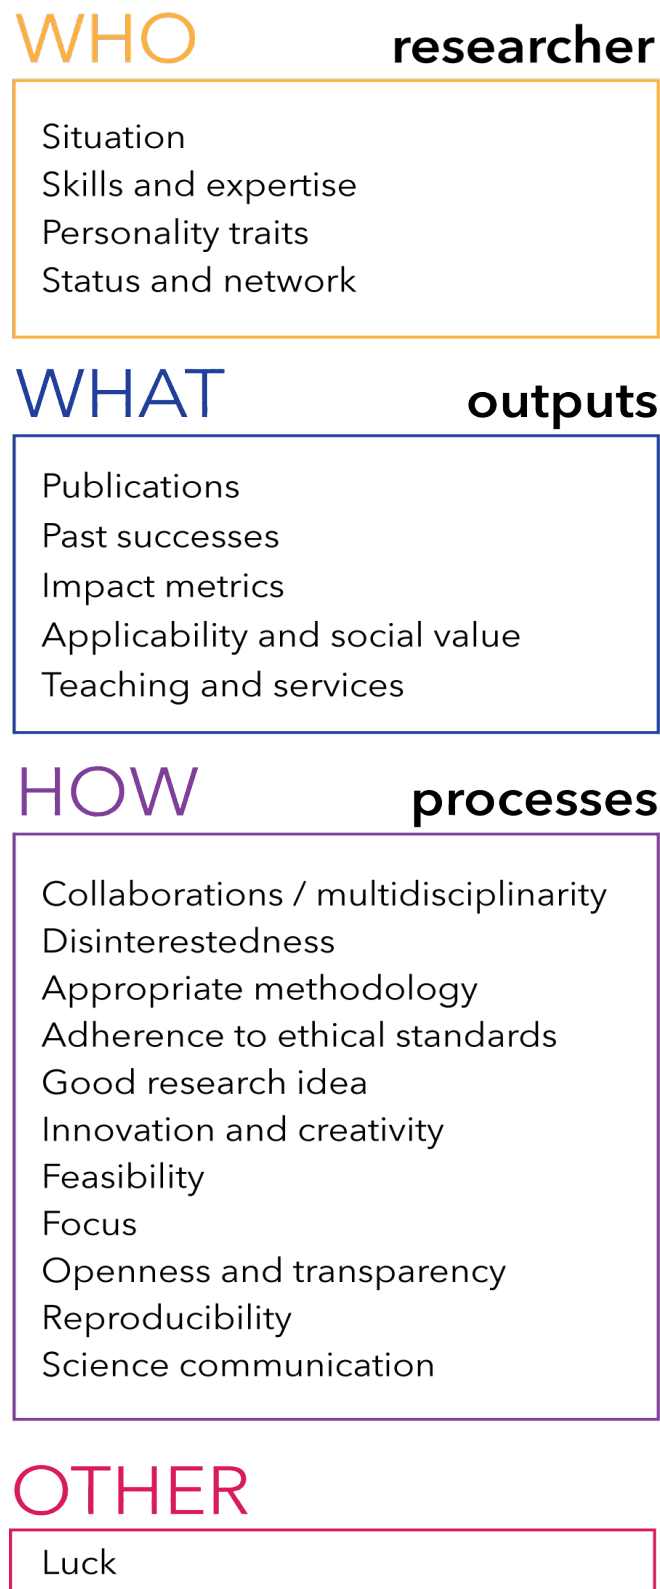 WHO researcher
Situation
Skills and expertise
Personality traits
Status and network
WHAT outputs
Publications
Past successes
Impact metrics
Applicability and social value
Teaching and services
HOW processes
Collaborations / multidisciplinarity
Disinterestedness
Appropriate methodology
Adherence to ethical standards
Good research idea
Innovation and creativity
Feasibility
Focus
Openness and transparency
Reproducibility
Science communication
OTHER
Luck